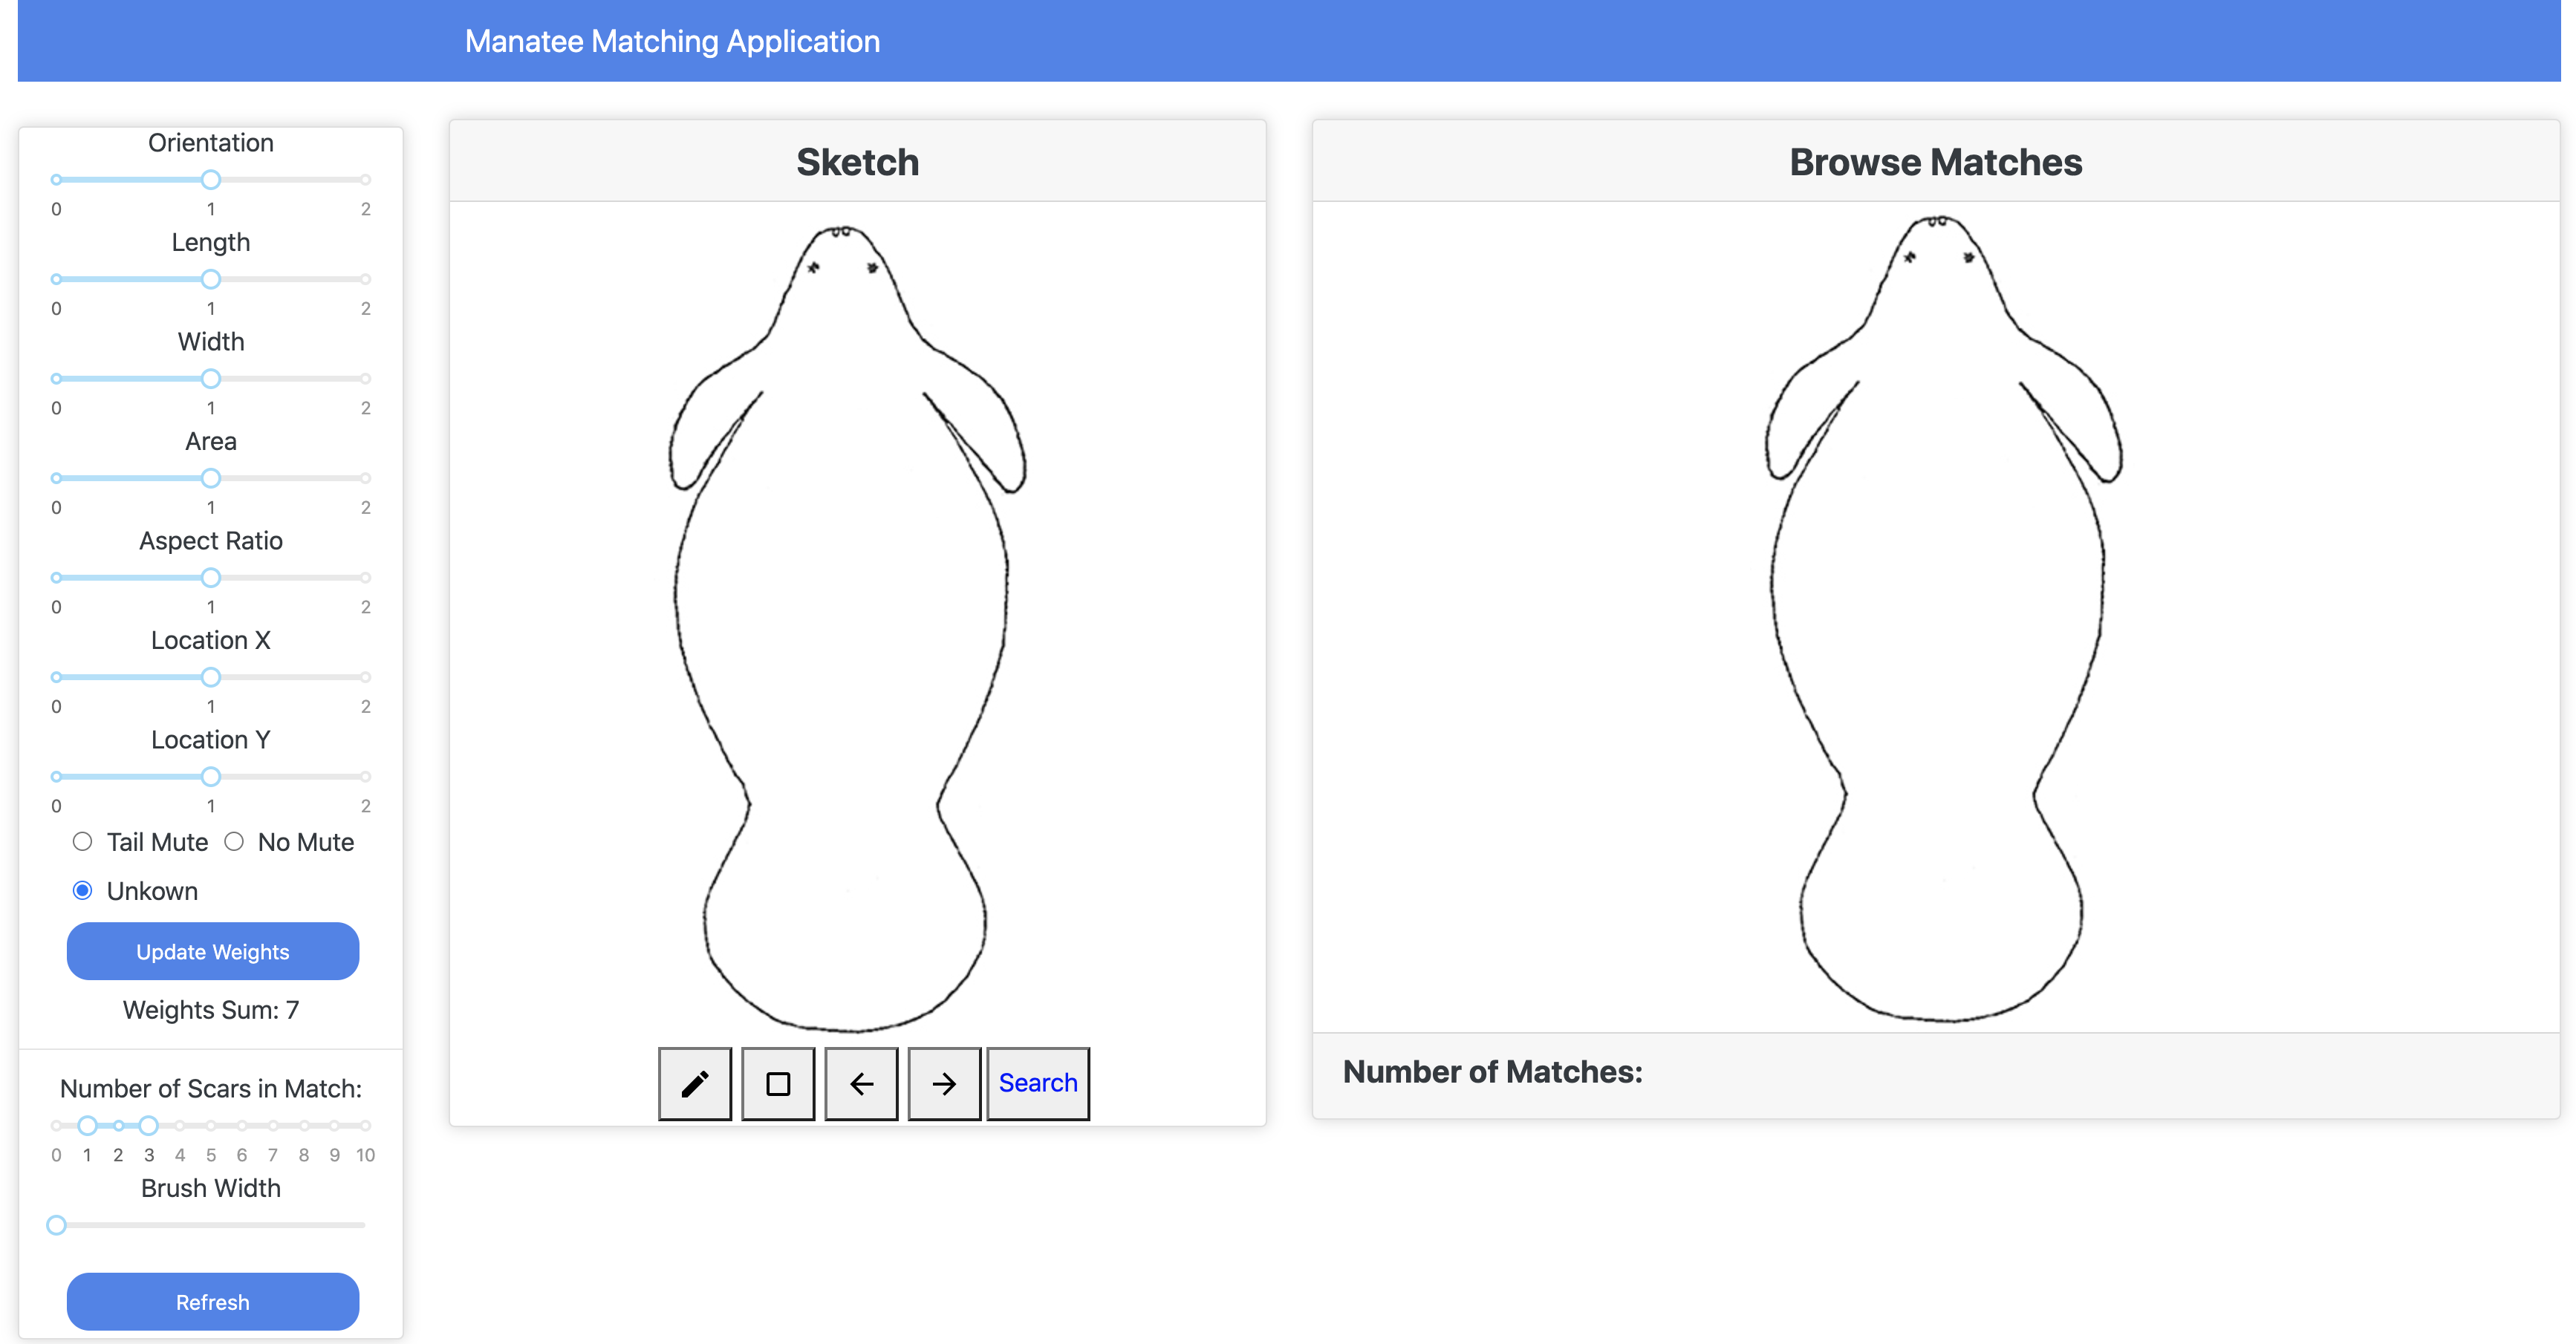 Manatee Matching Application
Orientation
0 1 2
Length
0 1 2
Width
0 1 2
Area
0 1 2
Aspect Ratio
0 1 2
Location X
0 1 2
Location Y
0 1 2
Tail Mute No Mute
Unkown
Update Weights
Weights Sum: 7
Number of Scars in Match:
0 1 2 3 4 5 6 7 8 9 10
Brush Width
Refresh
Sketch
Search
Browse Matches
Number of Matches: